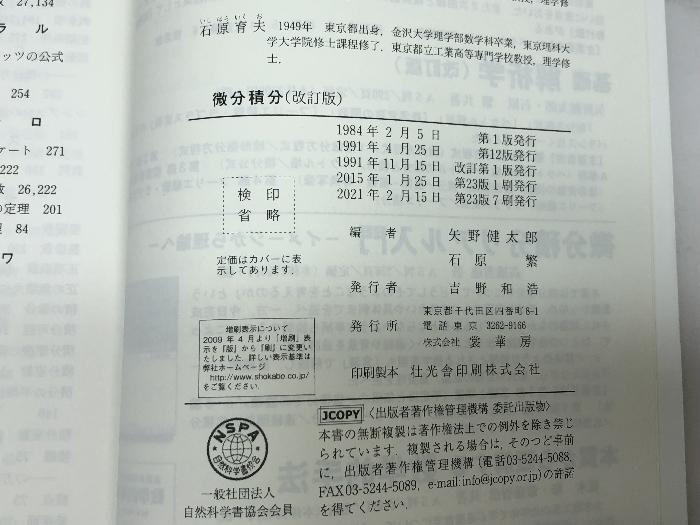 27,134
ラ ル
ッツの公式
254
ロ
ート 271
222
数 26,222
の定理 201
理 84
ワ
いし はら いく お
石原育夫
1949年 東京都出身,金沢大学理学部数学科卒業,東京理科大
学大学院修士課程修了.東京都立工業高等専門学校教授,理学修
士.
微分積分(改訂版)
1984年 2月 5日 第1版発行
1991年 4月25日 第12版発行
1991年11月15日 改訂第1版発行
2015年 1月25日 第23版1刷発行
2021年 2月15日 第23版7刷発行
検印
省略
定価はカバーに表
示してあります.
編者 矢野健太郎
石原 繁
発行者 吉野和浩
発行所 東京都千代田区四番町8-1
電話東京 3262-9166
株式会社 裳華房
印刷製本 壮光舎印刷株式会社
増刷表示について
2009年4月より「増刷」表
示を「版」から「刷」に変更い
たしました.詳しい表示基準は
弊社ホームページ
http://www.shokabo.co.jp/
をご覧ください.
NSPA
自然科学書協会
一般社団法人
自然科学書協会会員
JCOPY〈出版者著作権管理機構 委託出版物〉
本書の無断複製は著作権法上での例外を除き禁じ
られています.複製される場合は,そのつど事前
に,出版者著作権管理機構(電話03-5244-5088,
FAX03-5244-5089, e-mail:info@jcopy.or.jp)の許諾
を得てください.